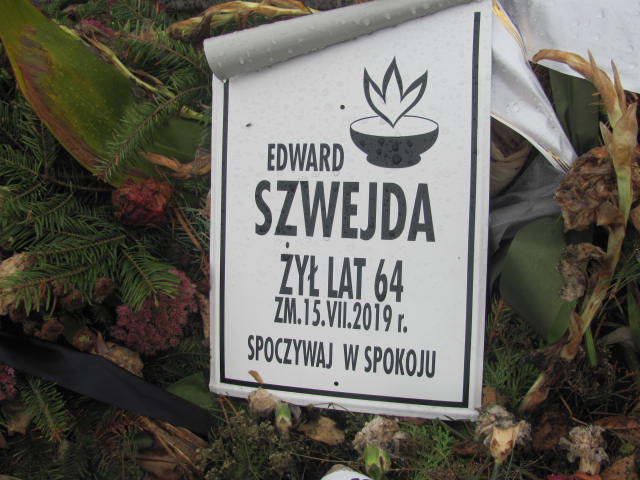 EDWARD
SZWEJDA
ŻYŁ LAT 64
ZM.15.VII.2019 r.
SPOCZYWAJ W SPOKOJU